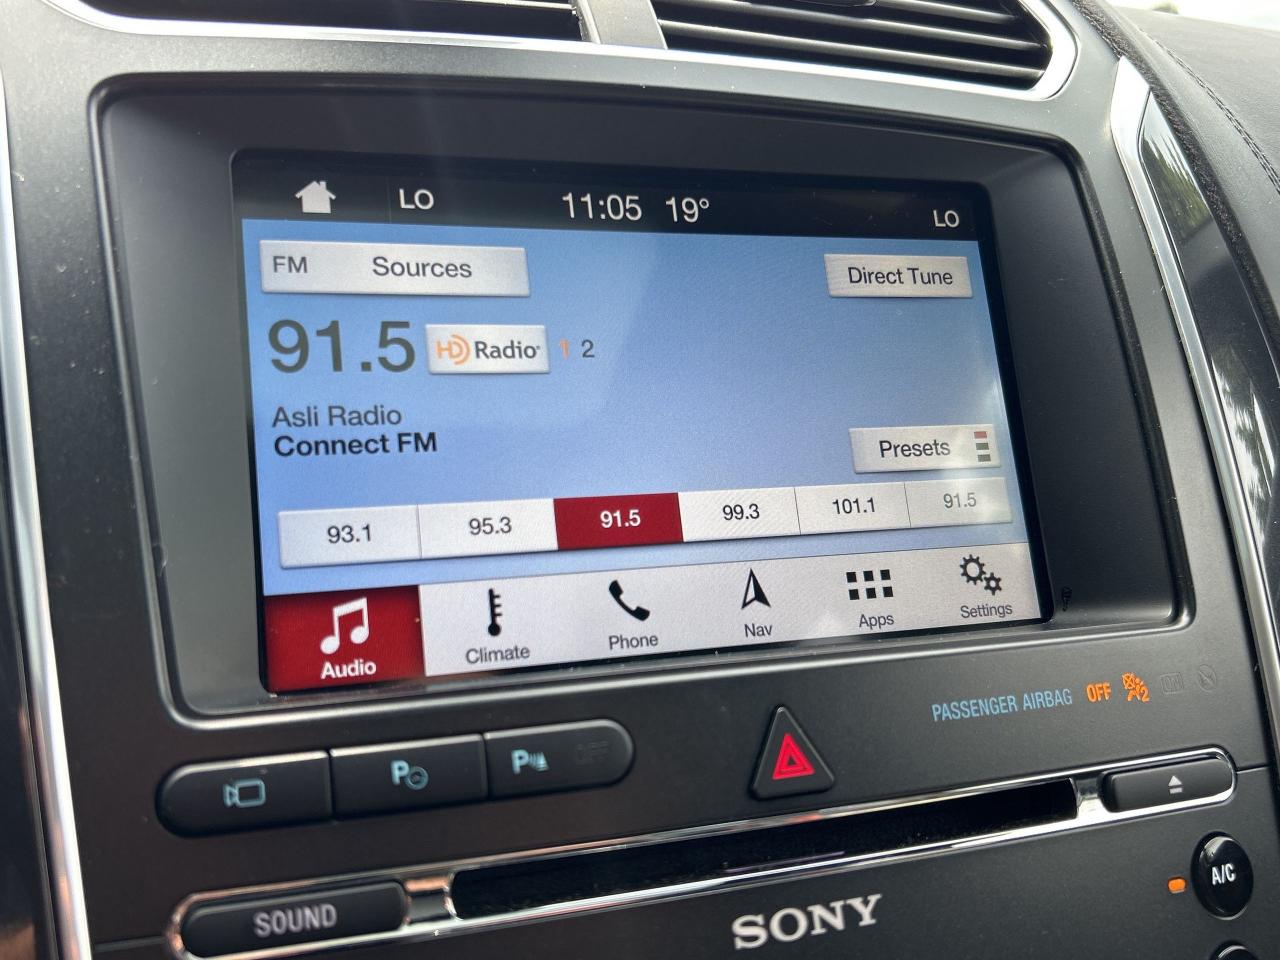 LO 11:05 19° LO
FM Sources Direct Tune
91.5 HD Radio 1 2
Asli Radio
Connect FM
Presets
93.1 95.3 91.5 99.3 101.1 91.5
Audio Climate Phone Nav Apps Settings
PASSENGER AIRBAG OFF 2
P P OFF
SOUND
SONY
A/C